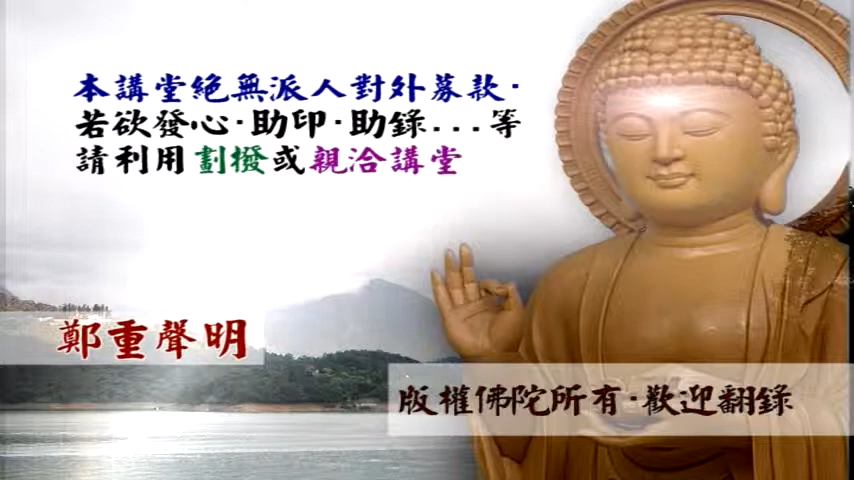 本講堂絕無派人對外募款·
若欲發心·助印·助錄...等
請利用劃撥或親洽講堂
鄭重聲明
版權佛陀所有·歡迎翻錄